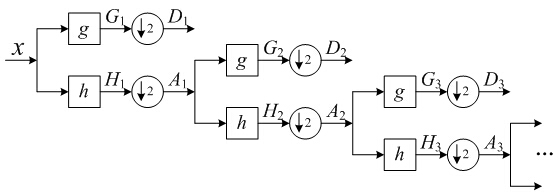 g G₁ ↓2 D₁
x
h H₁ ↓2 A₁
g G₂ ↓2 D₂
h H₂ ↓2 A₂
g G₃ ↓2 D₃
h H₃ ↓2 A₃ ...